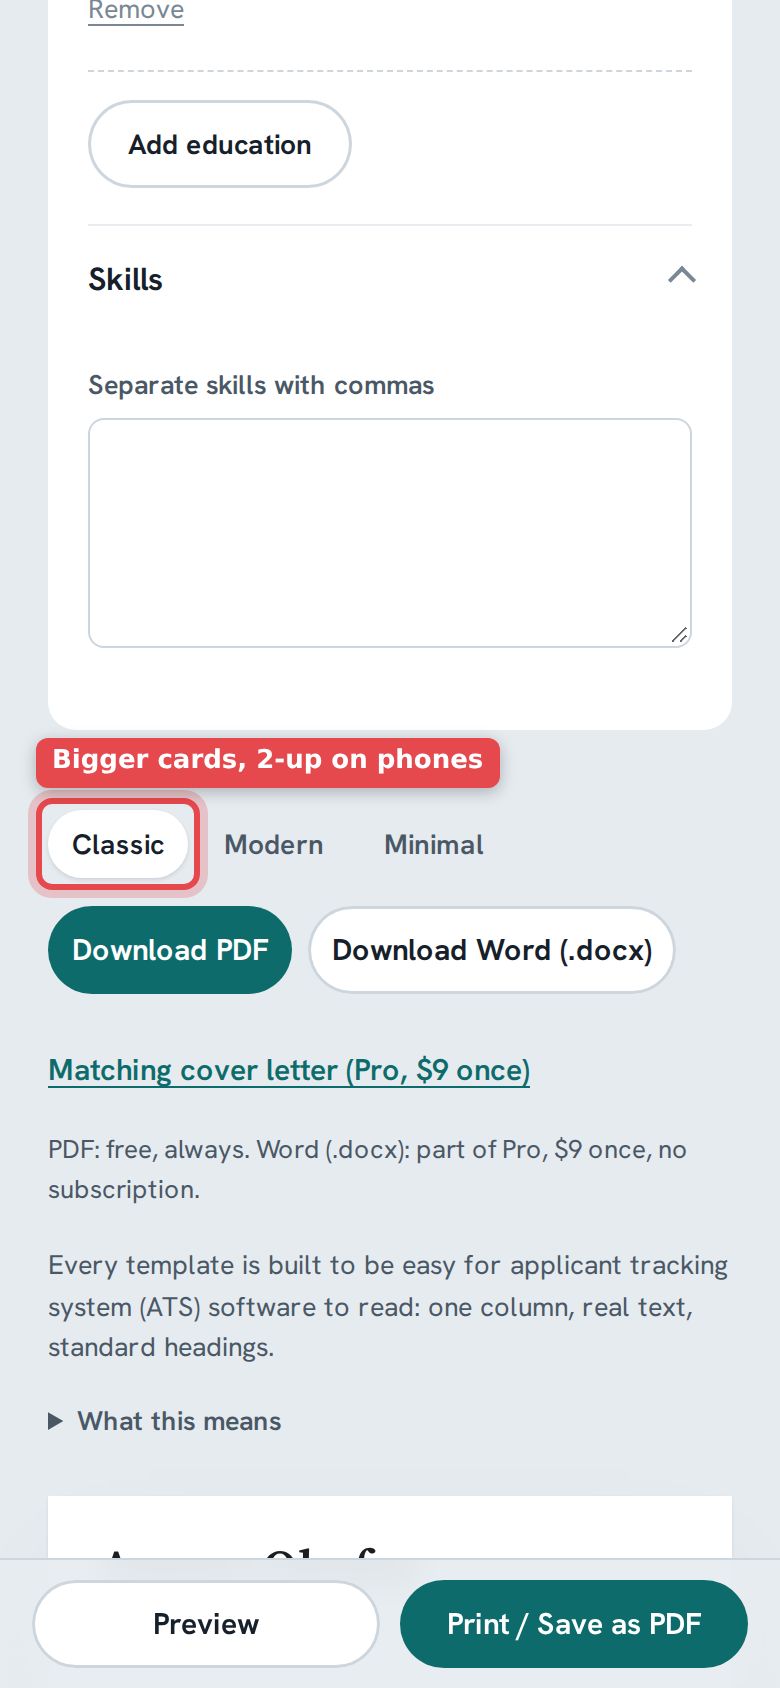 Remove
Add education
Skills
Separate skills with commas
Bigger cards, 2-up on phones
Classic
Modern
Minimal
Download PDF
Download Word (.docx)
Matching cover letter (Pro, $9 once)
PDF: free, always. Word (.docx): part of Pro, $9 once, no
subscription.
Every template is built to be easy for applicant tracking
system (ATS) software to read: one column, real text,
standard headings.
What this means
Preview
Print / Save as PDF